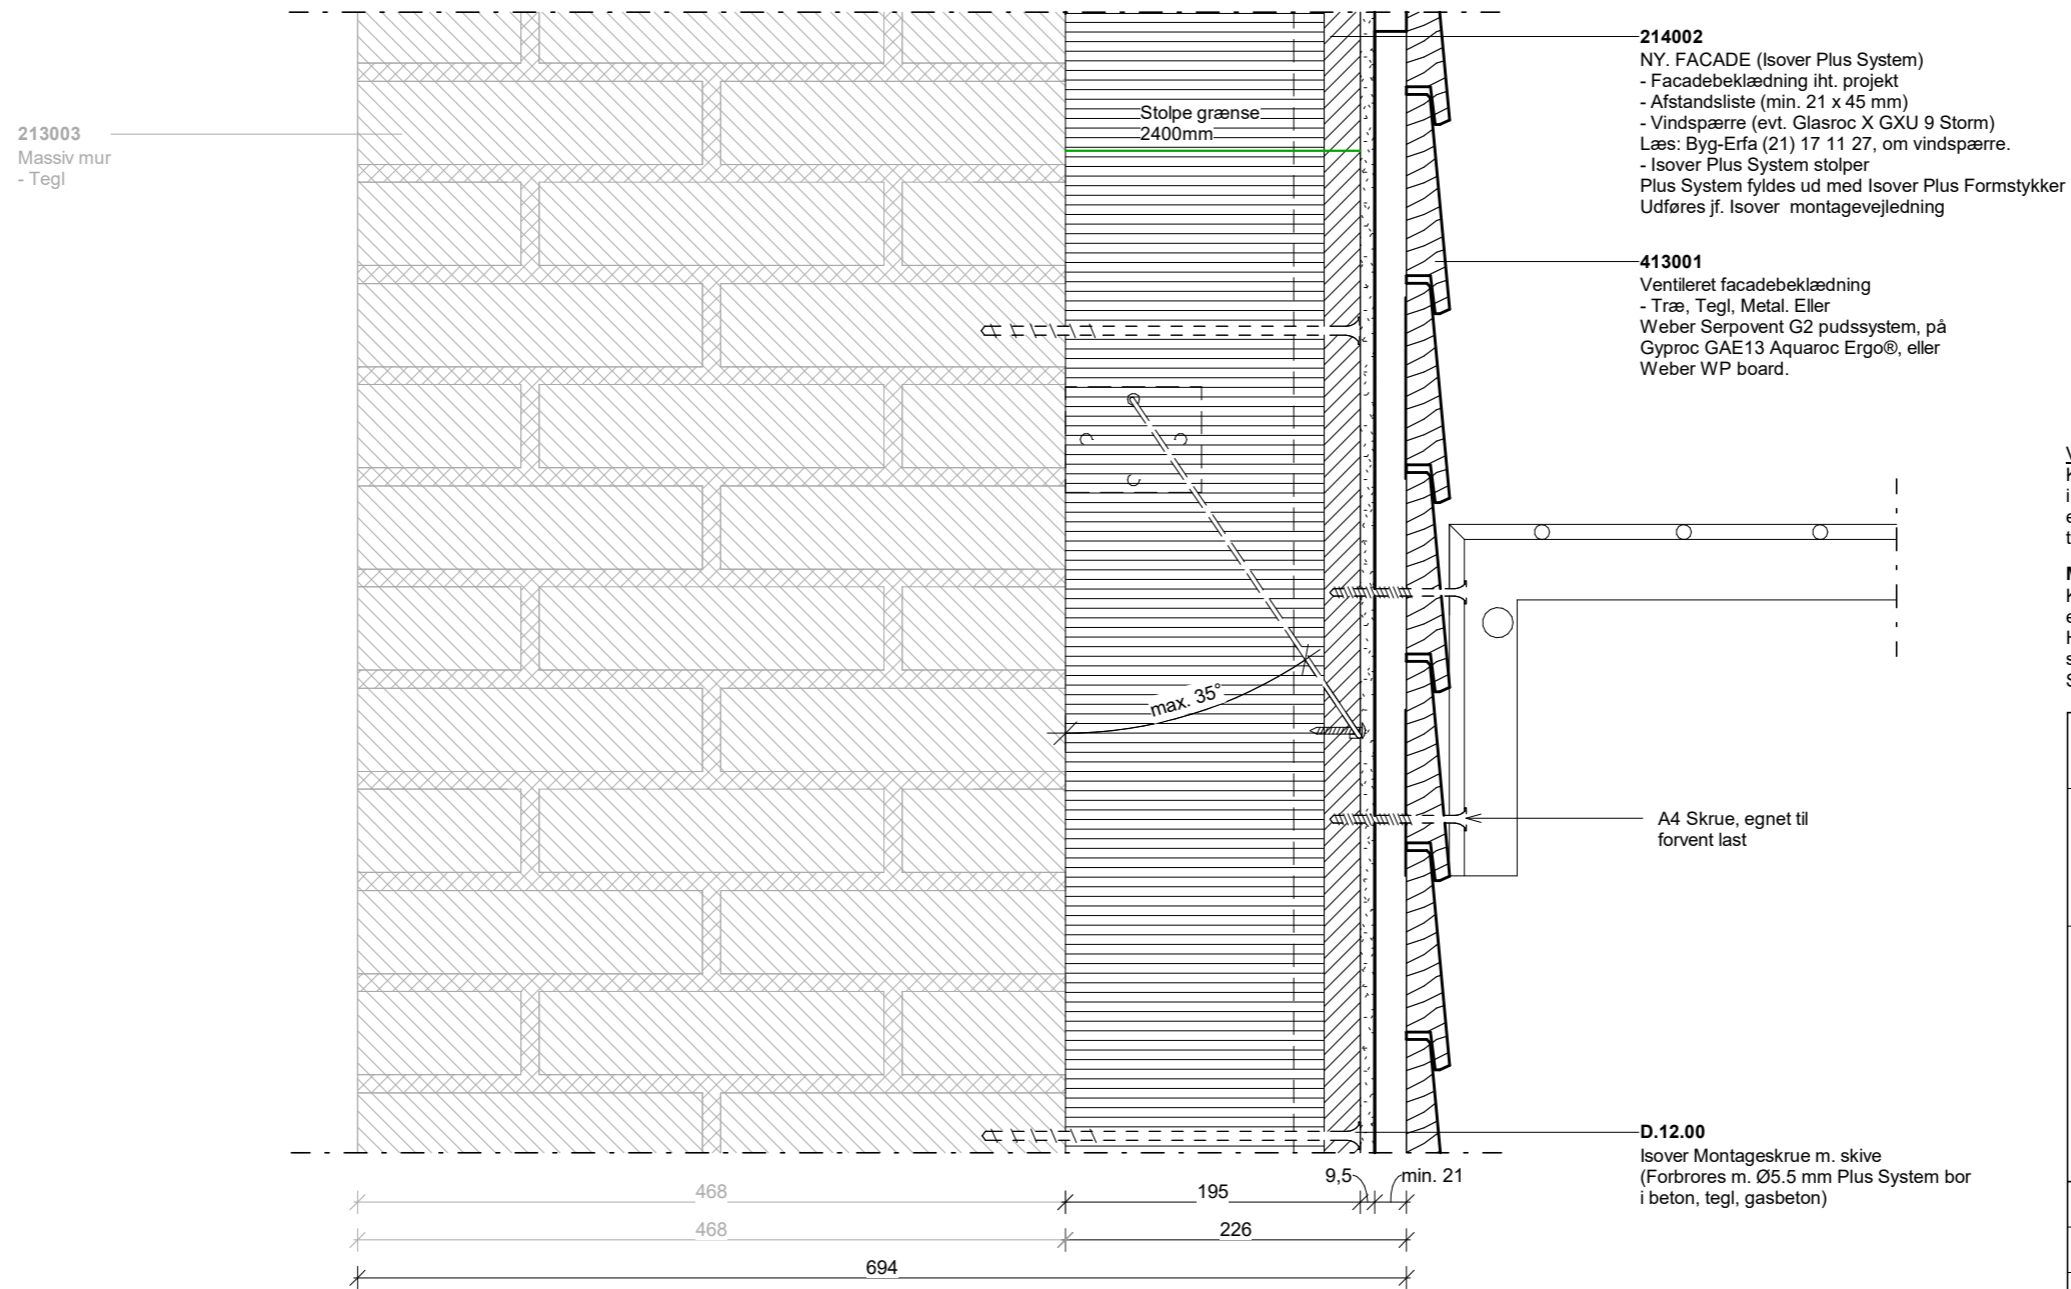 213003
Massiv mur
- Tegl
Stolpe grænse
2400mm
max. 35°
214002
NY. FACADE (Isover Plus System)
- Facadebeklædning iht. projekt
- Afstandsliste (min. 21 x 45 mm)
- Vindspærre (evt. Glasroc X GXU 9 Storm)
Læs: Byg-Erfa (21) 17 11 27, om vindspærre.
- Isover Plus System stolper
Plus System fyldes ud med Isover Plus Formstykker
Udføres jf. Isover montagevejledning
413001
Ventileret facadebeklædning
- Træ, Tegl, Metal. Eller
Weber Serpovent G2 pudssystem, på
Gyproc GAE13 Aquaroc Ergo®, eller
Weber WP board.
A4 Skrue, egnet til
forvent last
D.12.00
Isover Montageskrue m. skive
(Forbrores m. Ø5.5 mm Plus System bor
i beton, tegl, gasbeton)
468 195 9,5 min. 21
468 226
694